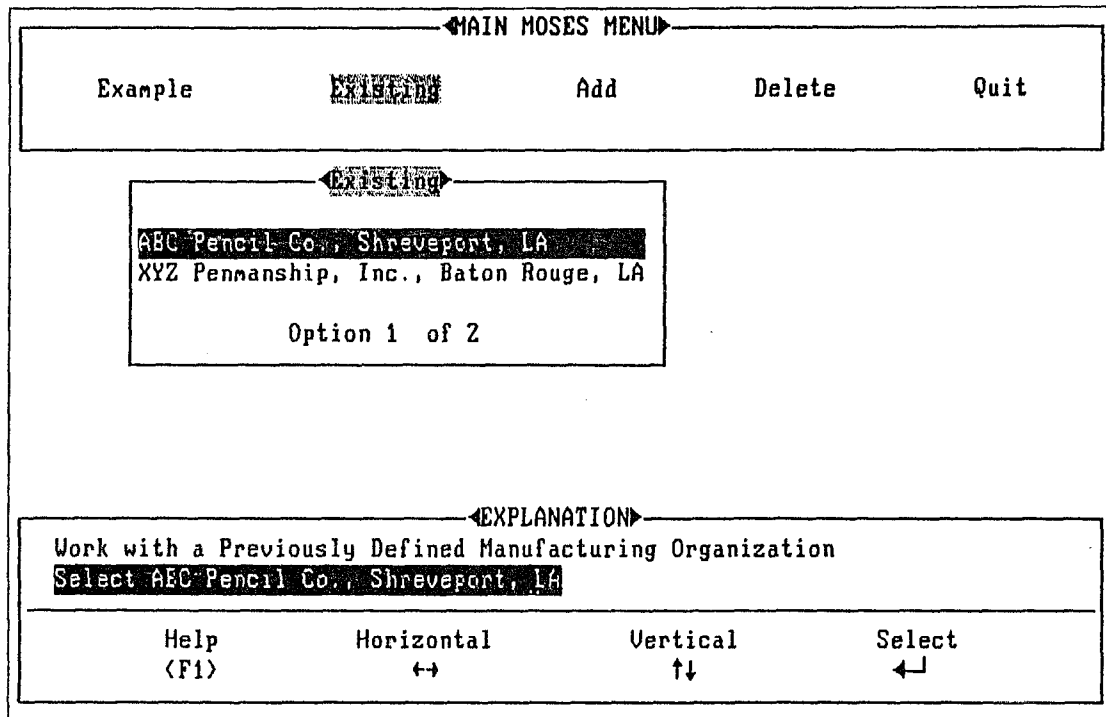 MAIN MOSES MENU
Example Existing Add Delete Quit
Existing
ABC Pencil Co., Shreveport, LA
XYZ Penmanship, Inc., Baton Rouge, LA
Option 1 of 2
EXPLANATION
Work with a Previously Defined Manufacturing Organization
Select ABC Pencil Co., Shreveport, LA
Help Horizontal Vertical Select
<F1> ↔ ↑↓ ↵